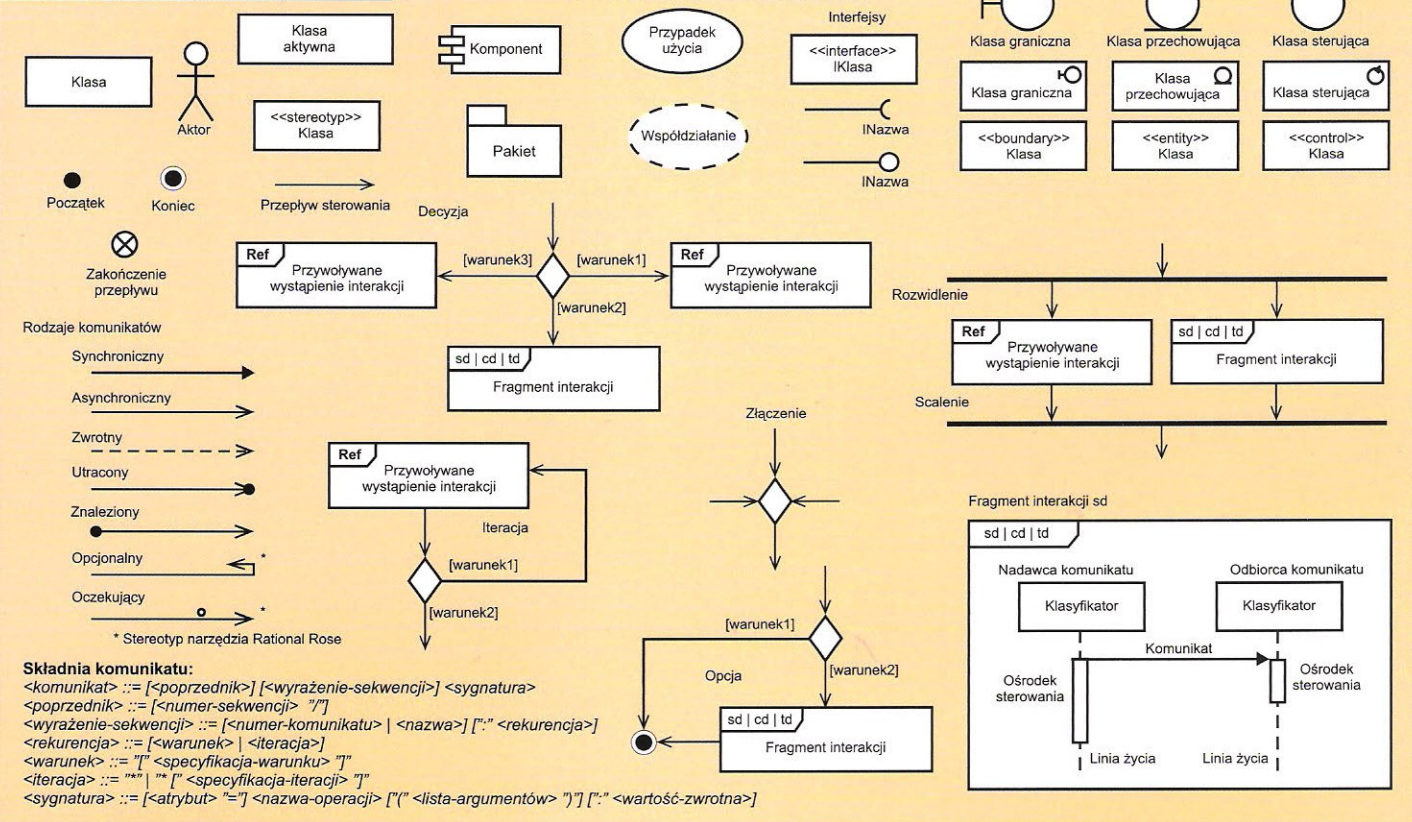 Klasa
Aktor
Klasa
aktywna
<<stereotyp>>
Klasa
Komponent
Pakiet
Przypadek
użycia
Współdziałanie
Interfejsy
<<interface>>
IKlasa
INazwa
INazwa
Klasa graniczna
Klasa przechowująca
Klasa sterująca
Klasa graniczna
Klasa
przechowująca
Klasa sterująca
<<boundary>>
Klasa
<<entity>>
Klasa
<<control>>
Klasa
Początek
Koniec
Przepływ sterowania
Zakończenie
przepływu
Decyzja
Ref
Przywoływane
wystąpienie interakcji
[warunek3]
[warunek1]
[warunek2]
Ref
Przywoływane
wystąpienie interakcji
sd | cd | td
Fragment interakcji
Rozwidlenie
Ref
Przywoływane
wystąpienie interakcji
sd | cd | td
Fragment interakcji
Scalenie
Rodzaje komunikatów
Synchroniczny
Asynchroniczny
Zwrotny
Utracony
Znaleziony
Opcjonalny
*
Oczekujący
*
* Stereotyp narzędzia Rational Rose
Ref
Przywoływane
wystąpienie interakcji
Iteracja
[warunek1]
[warunek2]
Złączenie
[warunek1]
[warunek2]
Opcja
sd | cd | td
Fragment interakcji
Fragment interakcji sd
sd | cd | td
Nadawca komunikatu
Odbiorca komunikatu
Klasyfikator
Klasyfikator
Komunikat
Ośrodek
sterowania
Ośrodek
sterowania
Linia życia
Linia życia
Składnia komunikatu:
<komunikat> ::= [<poprzednik>] [<wyrażenie-sekwencji>] <sygnatura>
<poprzednik> ::= [<numer-sekwencji> "/"]
<wyrażenie-sekwencji> ::= [<numer-komunikatu> | <nazwa>] [":" <rekurencja>]
<rekurencja> ::= [<warunek> | <iteracja>]
<warunek> ::= "[" <specyfikacja-warunku> "]"
<iteracja> ::= "*" | "* [" <specyfikacja-iteracji> "]"
<sygnatura> ::= [<atrybut> "="] <nazwa-operacji> ["(" <lista-argumentów> ")"] [":" <wartość-zwrotna>]